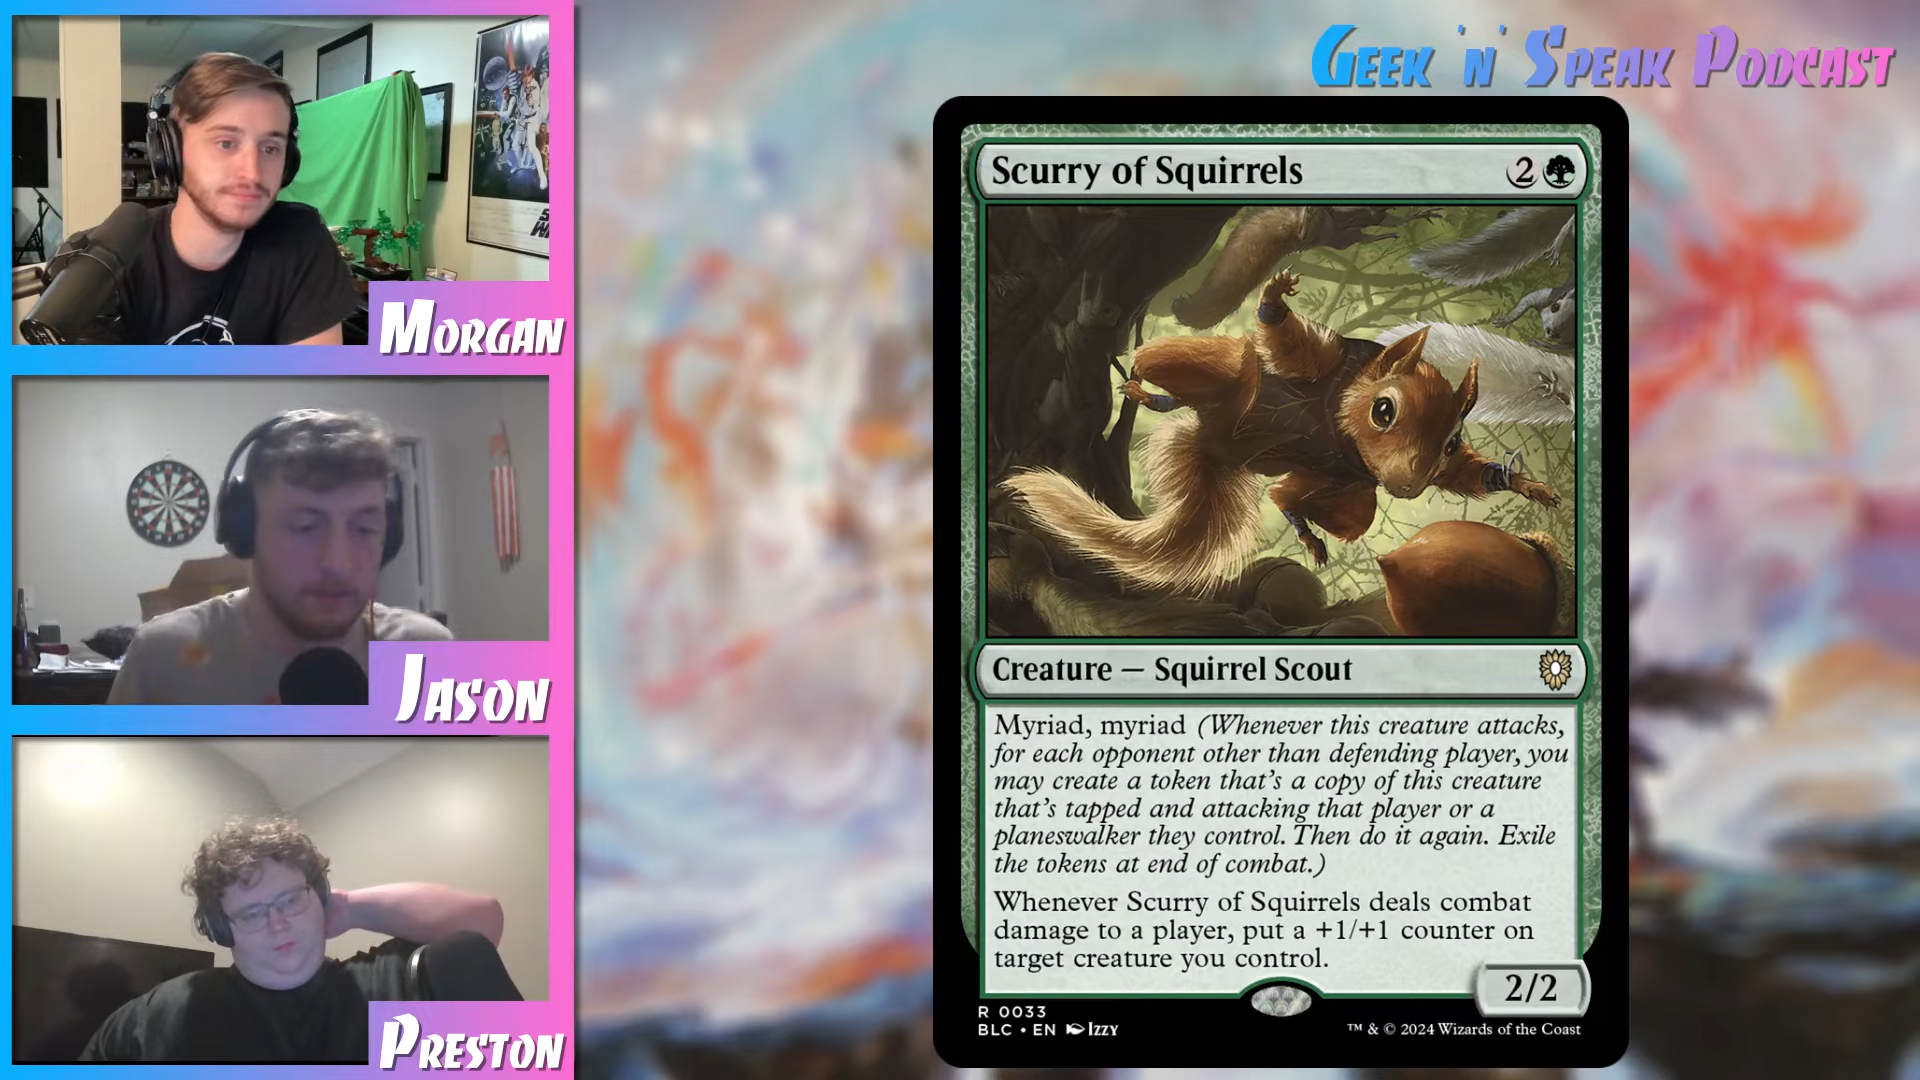 GEEK 'N' SPEAK PODCAST
MORGAN
JASON
PRESTON
Scurry of Squirrels 2
Creature — Squirrel Scout
Myriad, myriad (Whenever this creature attacks,
for each opponent other than defending player, you
may create a token that's a copy of this creature
that's tapped and attacking that player or a
planeswalker they control. Then do it again. Exile
the tokens at end of combat.)
Whenever Scurry of Squirrels deals combat
damage to a player, put a +1/+1 counter on
target creature you control.
2/2
R 0033
BLC • EN IZZY
™ & © 2024 Wizards of the Coast